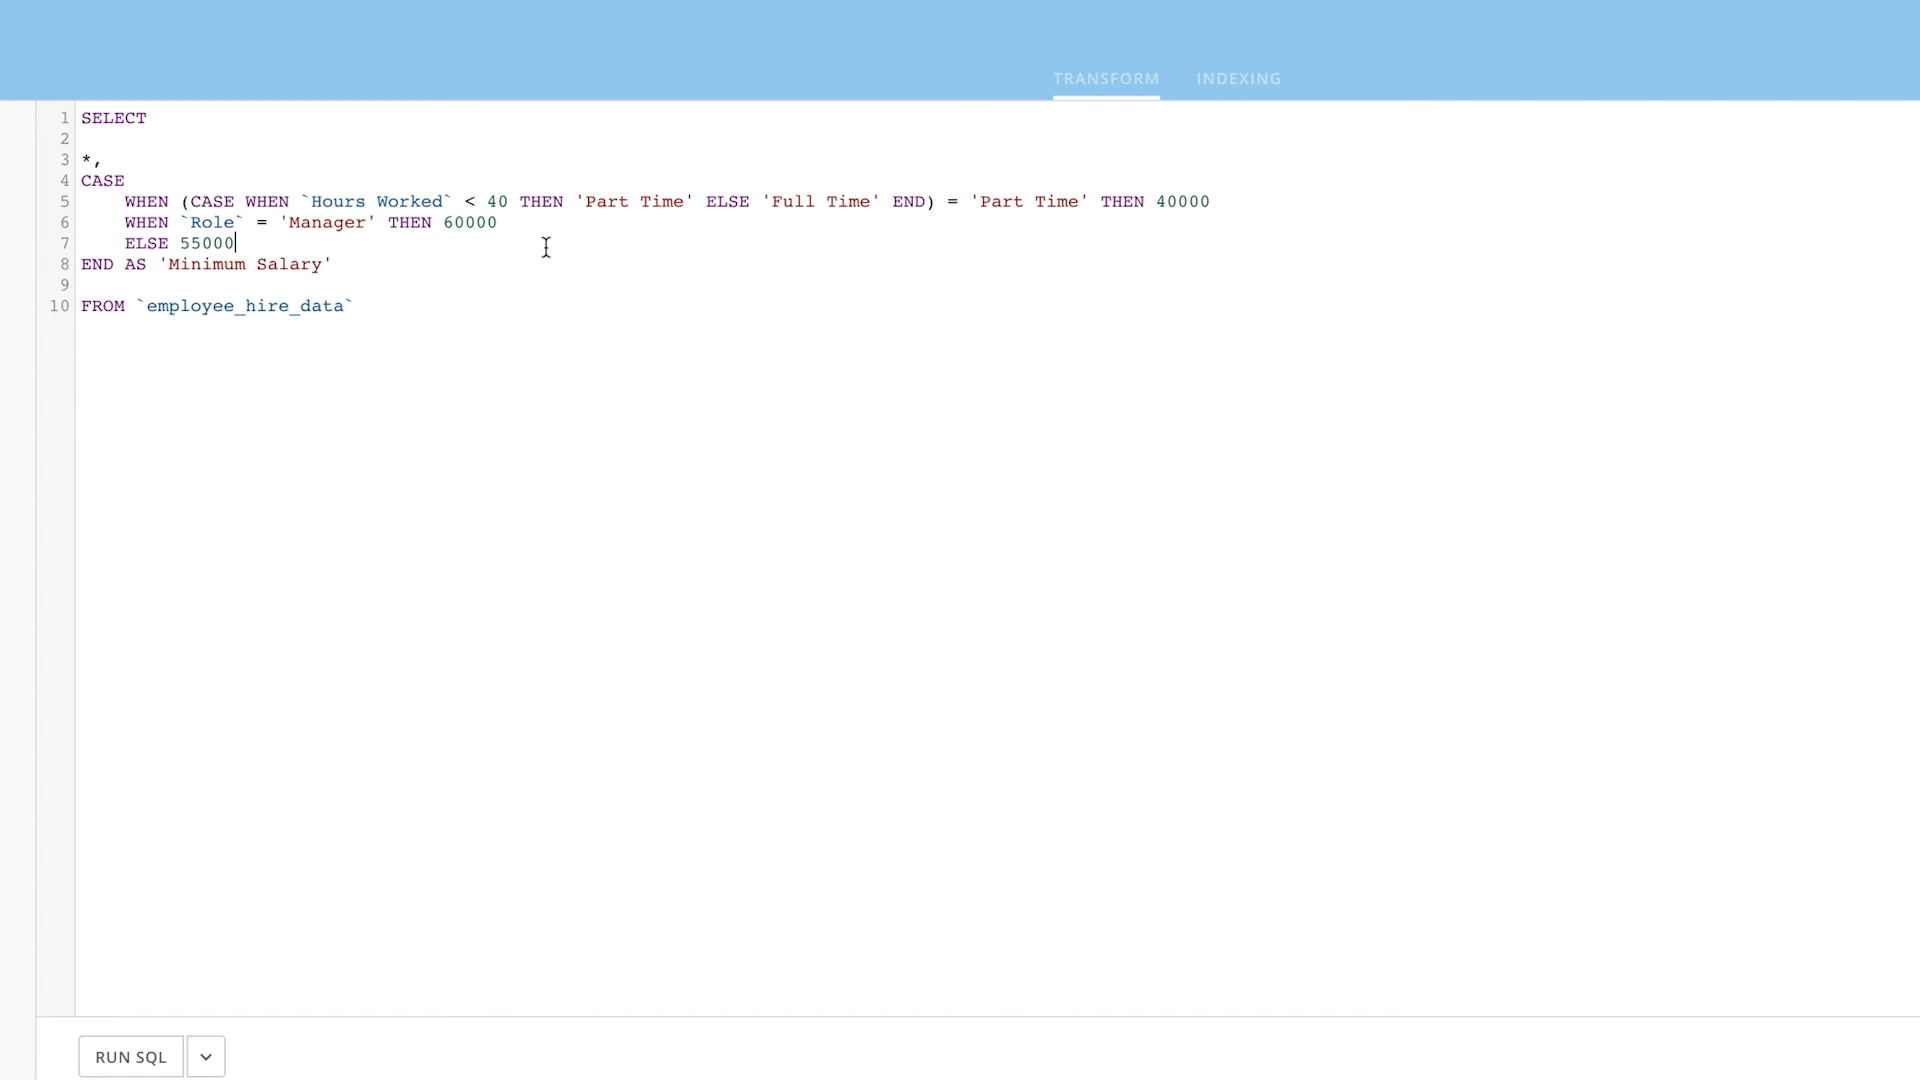 TRANSFORM INDEXING
1 SELECT
2
3 *,
4 CASE
5 WHEN (CASE WHEN `Hours Worked` < 40 THEN 'Part Time' ELSE 'Full Time' END) = 'Part Time' THEN 40000
6 WHEN `Role` = 'Manager' THEN 60000
7 ELSE 55000
8 END AS 'Minimum Salary'
9
10 FROM `employee_hire_data`
RUN SQL